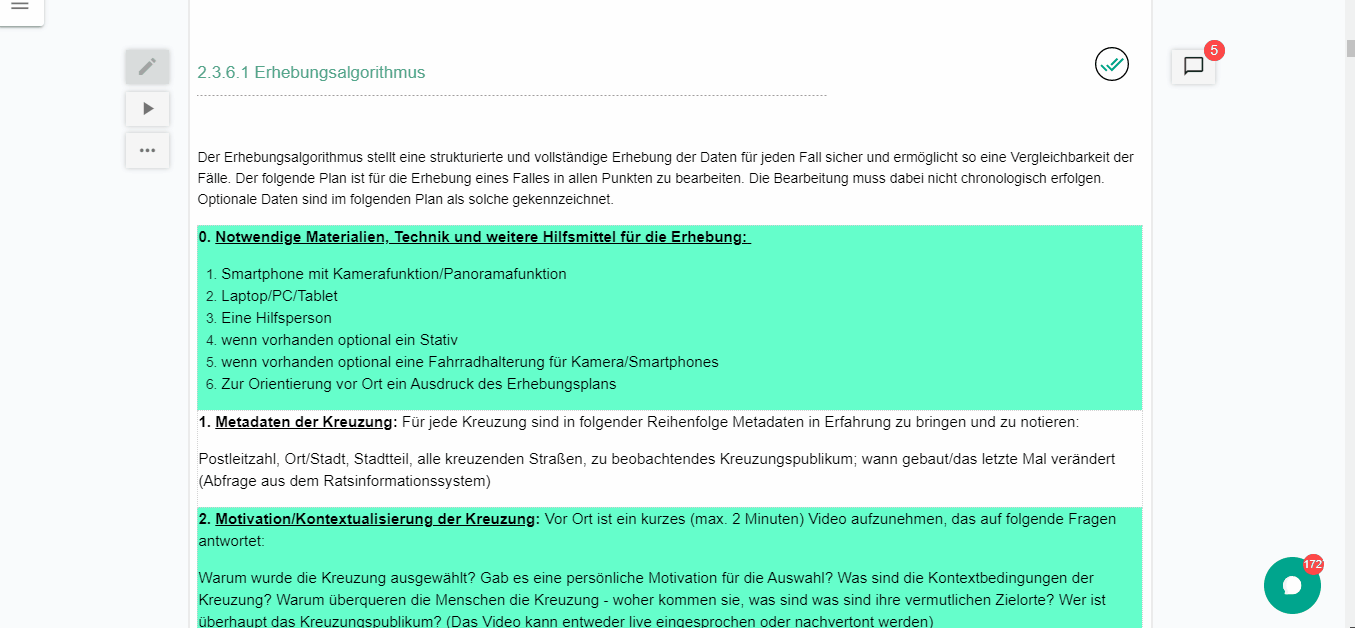 2.3.6.1 Erhebungsalgorithmus
5
Der Erhebungsalgorithmus stellt eine strukturierte und vollständige Erhebung der Daten für jeden Fall sicher und ermöglicht so eine Vergleichbarkeit der
Fälle. Der folgende Plan ist für die Erhebung eines Falles in allen Punkten zu bearbeiten. Die Bearbeitung muss dabei nicht chronologisch erfolgen.
Optionale Daten sind im folgenden Plan als solche gekennzeichnet.
0. Notwendige Materialien, Technik und weitere Hilfsmittel für die Erhebung:
1. Smartphone mit Kamerafunktion/Panoramafunktion
2. Laptop/PC/Tablet
3. Eine Hilfsperson
4. wenn vorhanden optional ein Stativ
5. wenn vorhanden optional eine Fahrradhalterung für Kamera/Smartphones
6. Zur Orientierung vor Ort ein Ausdruck des Erhebungsplans
1. Metadaten der Kreuzung: Für jede Kreuzung sind in folgender Reihenfolge Metadaten in Erfahrung zu bringen und zu notieren:
Postleitzahl, Ort/Stadt, Stadtteil, alle kreuzenden Straßen, zu beobachtendes Kreuzungspublikum; wann gebaut/das letzte Mal verändert
(Abfrage aus dem Ratsinformationssystem)
2. Motivation/Kontextualisierung der Kreuzung: Vor Ort ist ein kurzes (max. 2 Minuten) Video aufzunehmen, das auf folgende Fragen
antwortet:
Warum wurde die Kreuzung ausgewählt? Gab es eine persönliche Motivation für die Auswahl? Was sind die Kontextbedingungen der
Kreuzung? Warum überqueren die Menschen die Kreuzung - woher kommen sie, was sind was sind ihre vermutlichen Zielorte? Wer ist
überhaupt das Kreuzungspublikum? (Das Video kann entweder live eingesprochen oder nachvertont werden)
172